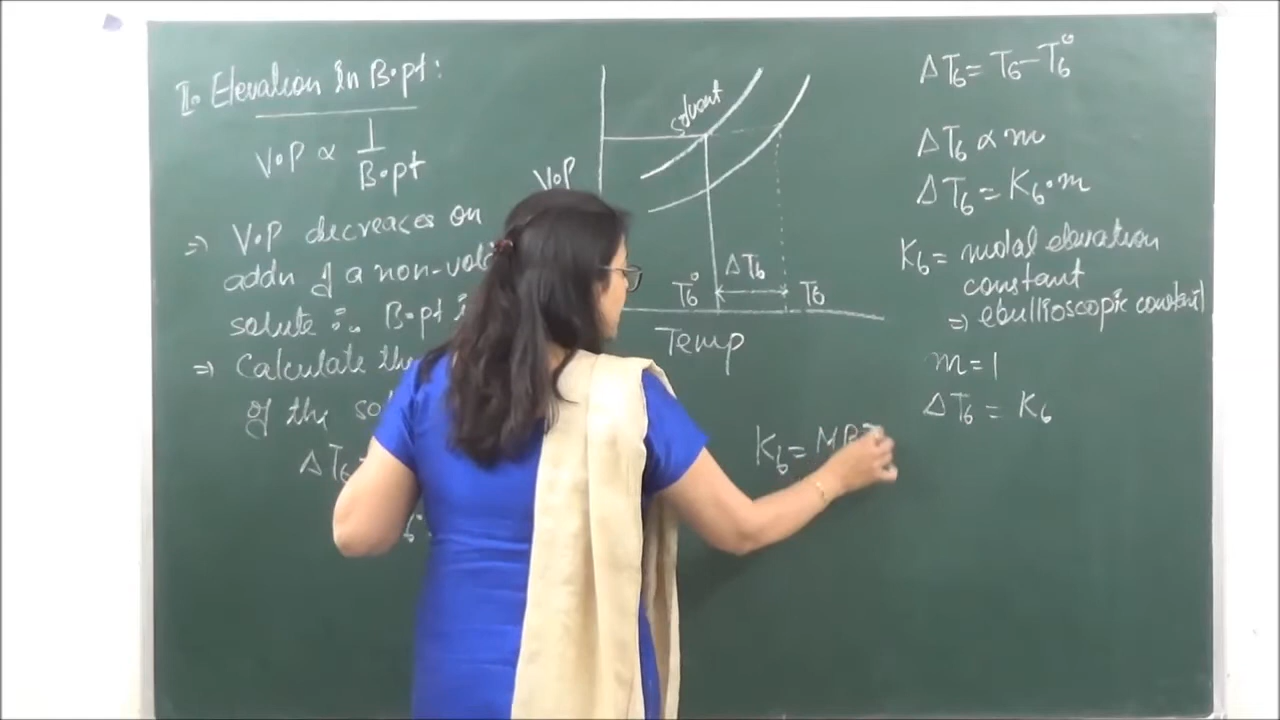 I. Elevation in B.pt:
V.P ∝ 1/B.pt
=> V.P decreases on
addn of a non-vol
solute ∴ B.pt i
=> Calculate the
of the so
ΔTb
V.P
solvent
ΔTb
Tb° Tb
Temp
Kb = MR
ΔTb = Tb - Tb°
ΔTb ∝ m
ΔTb = Kb.m
Kb = molal elevation
constant
=> ebullioscopic constant
m = 1
ΔTb = Kb